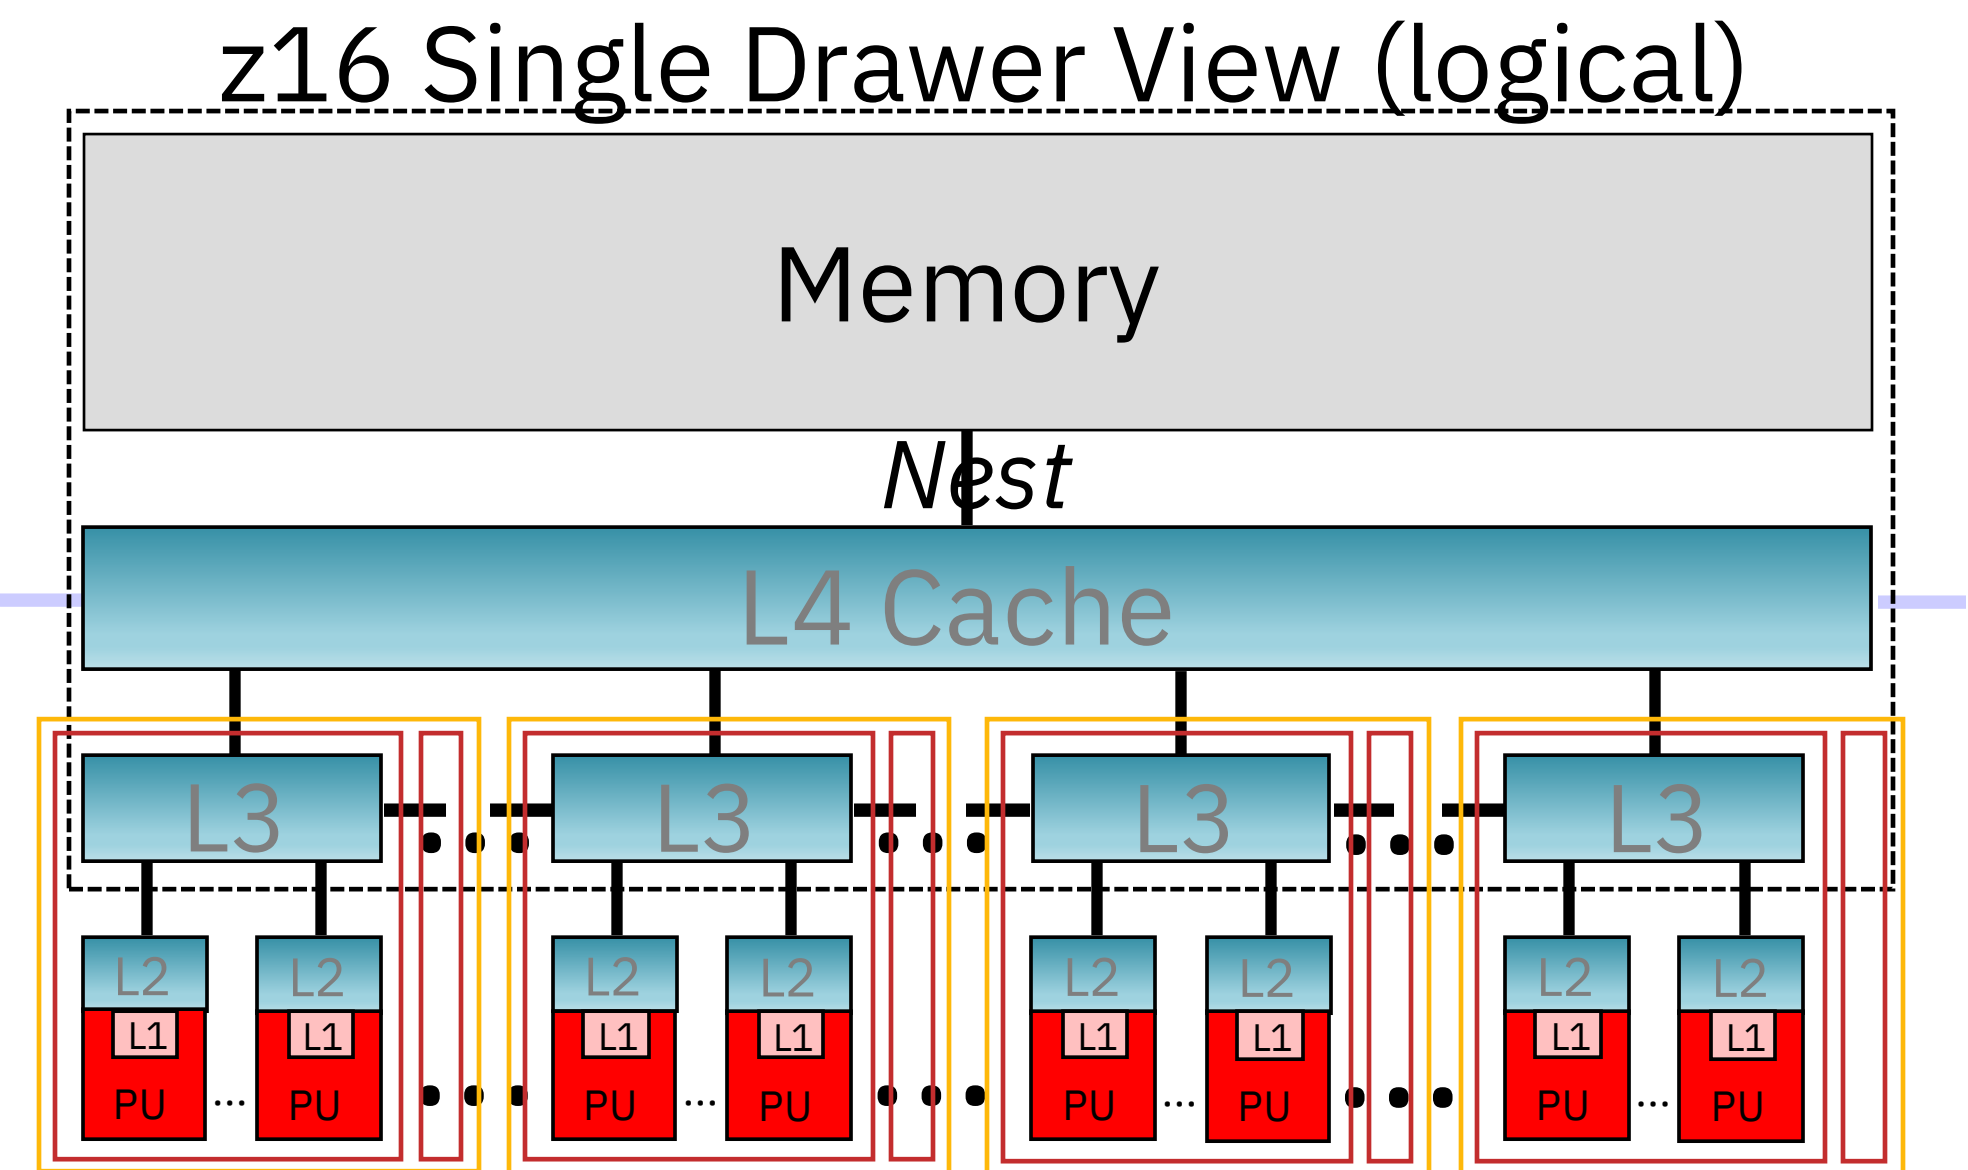 z16 Single Drawer View (logical)
Memory
Nest
L4 Cache
L3 L3 L3 L3
L2 L2 L2 L2 L2 L2 L2 L2
L1 L1 L1 L1 L1 L1 L1 L1
PU ... PU PU ... PU PU ... PU PU ... PU